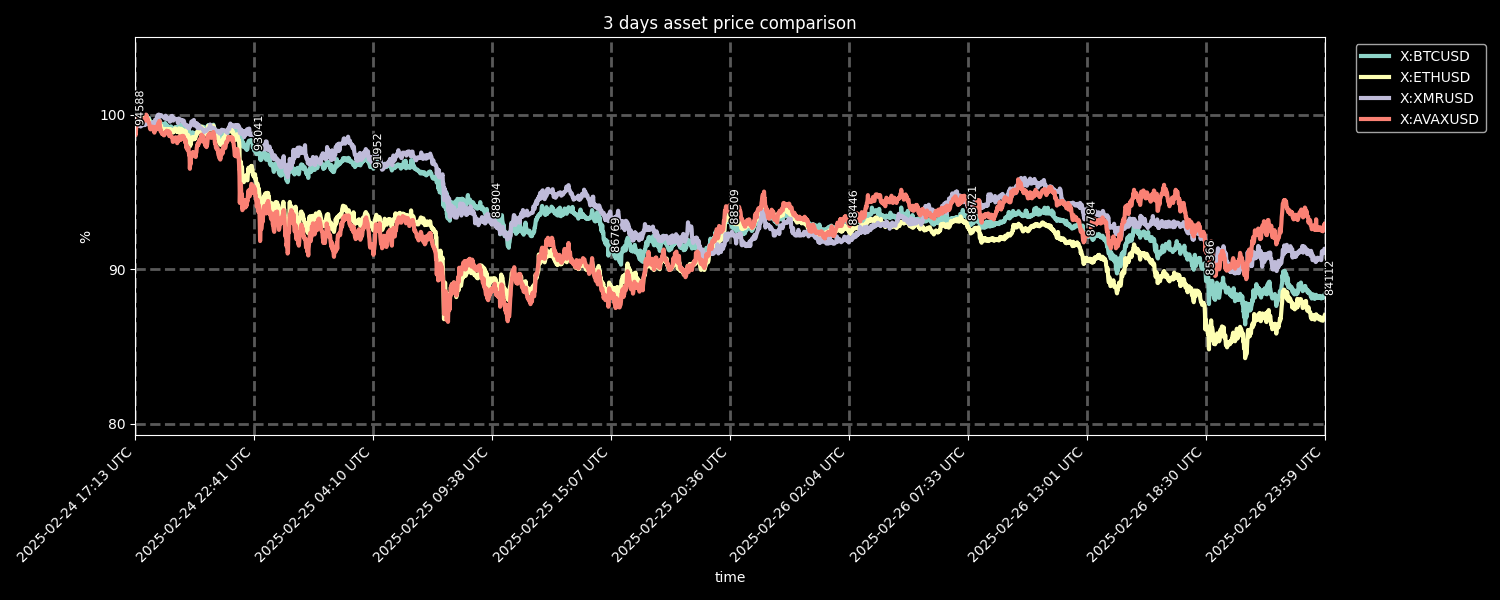 3 days asset price comparison
X:BTCUSD
X:ETHUSD
X:XMRUSD
X:AVAXUSD
%
100
90
80
94588
93041
91952
88904
86769
88509
88446
88721
87784
85366
84112
2025-02-24 17:13 UTC
2025-02-24 22:41 UTC
2025-02-25 04:10 UTC
2025-02-25 09:38 UTC
2025-02-25 15:07 UTC
2025-02-25 20:36 UTC
2025-02-26 02:04 UTC
2025-02-26 07:33 UTC
2025-02-26 13:01 UTC
2025-02-26 18:30 UTC
2025-02-26 23:59 UTC
time